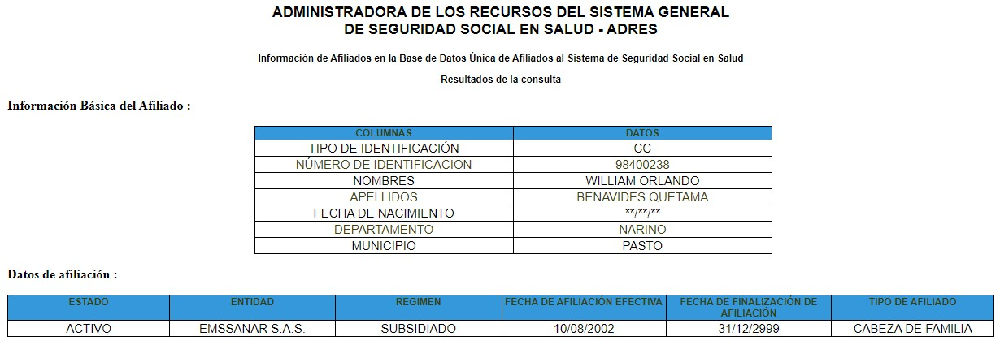 ADMINISTRADORA DE LOS RECURSOS DEL SISTEMA GENERAL
DE SEGURIDAD SOCIAL EN SALUD - ADRES
Información de Afiliados en la Base de Datos Única de Afiliados al Sistema de Seguridad Social en Salud
Resultados de la consulta
Información Básica del Afiliado :
COLUMNAS DATOS
TIPO DE IDENTIFICACIÓN CC
NÚMERO DE IDENTIFICACION 98400238
NOMBRES WILLIAM ORLANDO
APELLIDOS BENAVIDES QUETAMA
FECHA DE NACIMIENTO **/**/**
DEPARTAMENTO NARINO
MUNICIPIO PASTO
Datos de afiliación :
ESTADO ENTIDAD REGIMEN FECHA DE AFILIACIÓN EFECTIVA FECHA DE FINALIZACIÓN DE TIPO DE AFILIADO
AFILIACIÓN
ACTIVO EMSSANAR S.A.S. SUBSIDIADO 10/08/2002 31/12/2999 CABEZA DE FAMILIA